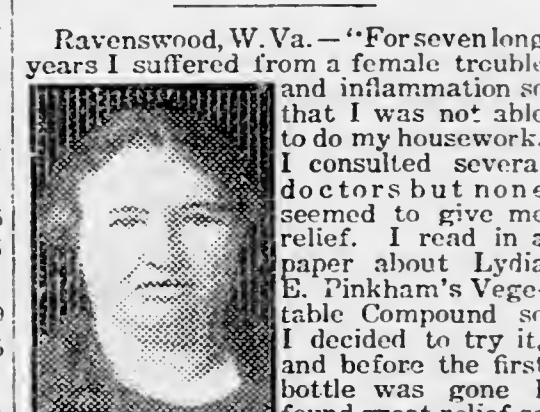 Ravenswood, W. Va. — "For seven long
years I suffered from a female trouble
and inflammation so
that I was not able
to do my housework.
I consulted several
doctors but none
seemed to give me
relief. I read in a
paper about Lydia
E. Pinkham's Vege-
table Compound so
I decided to try it,
and before the first
bottle was gone I
found great relief so